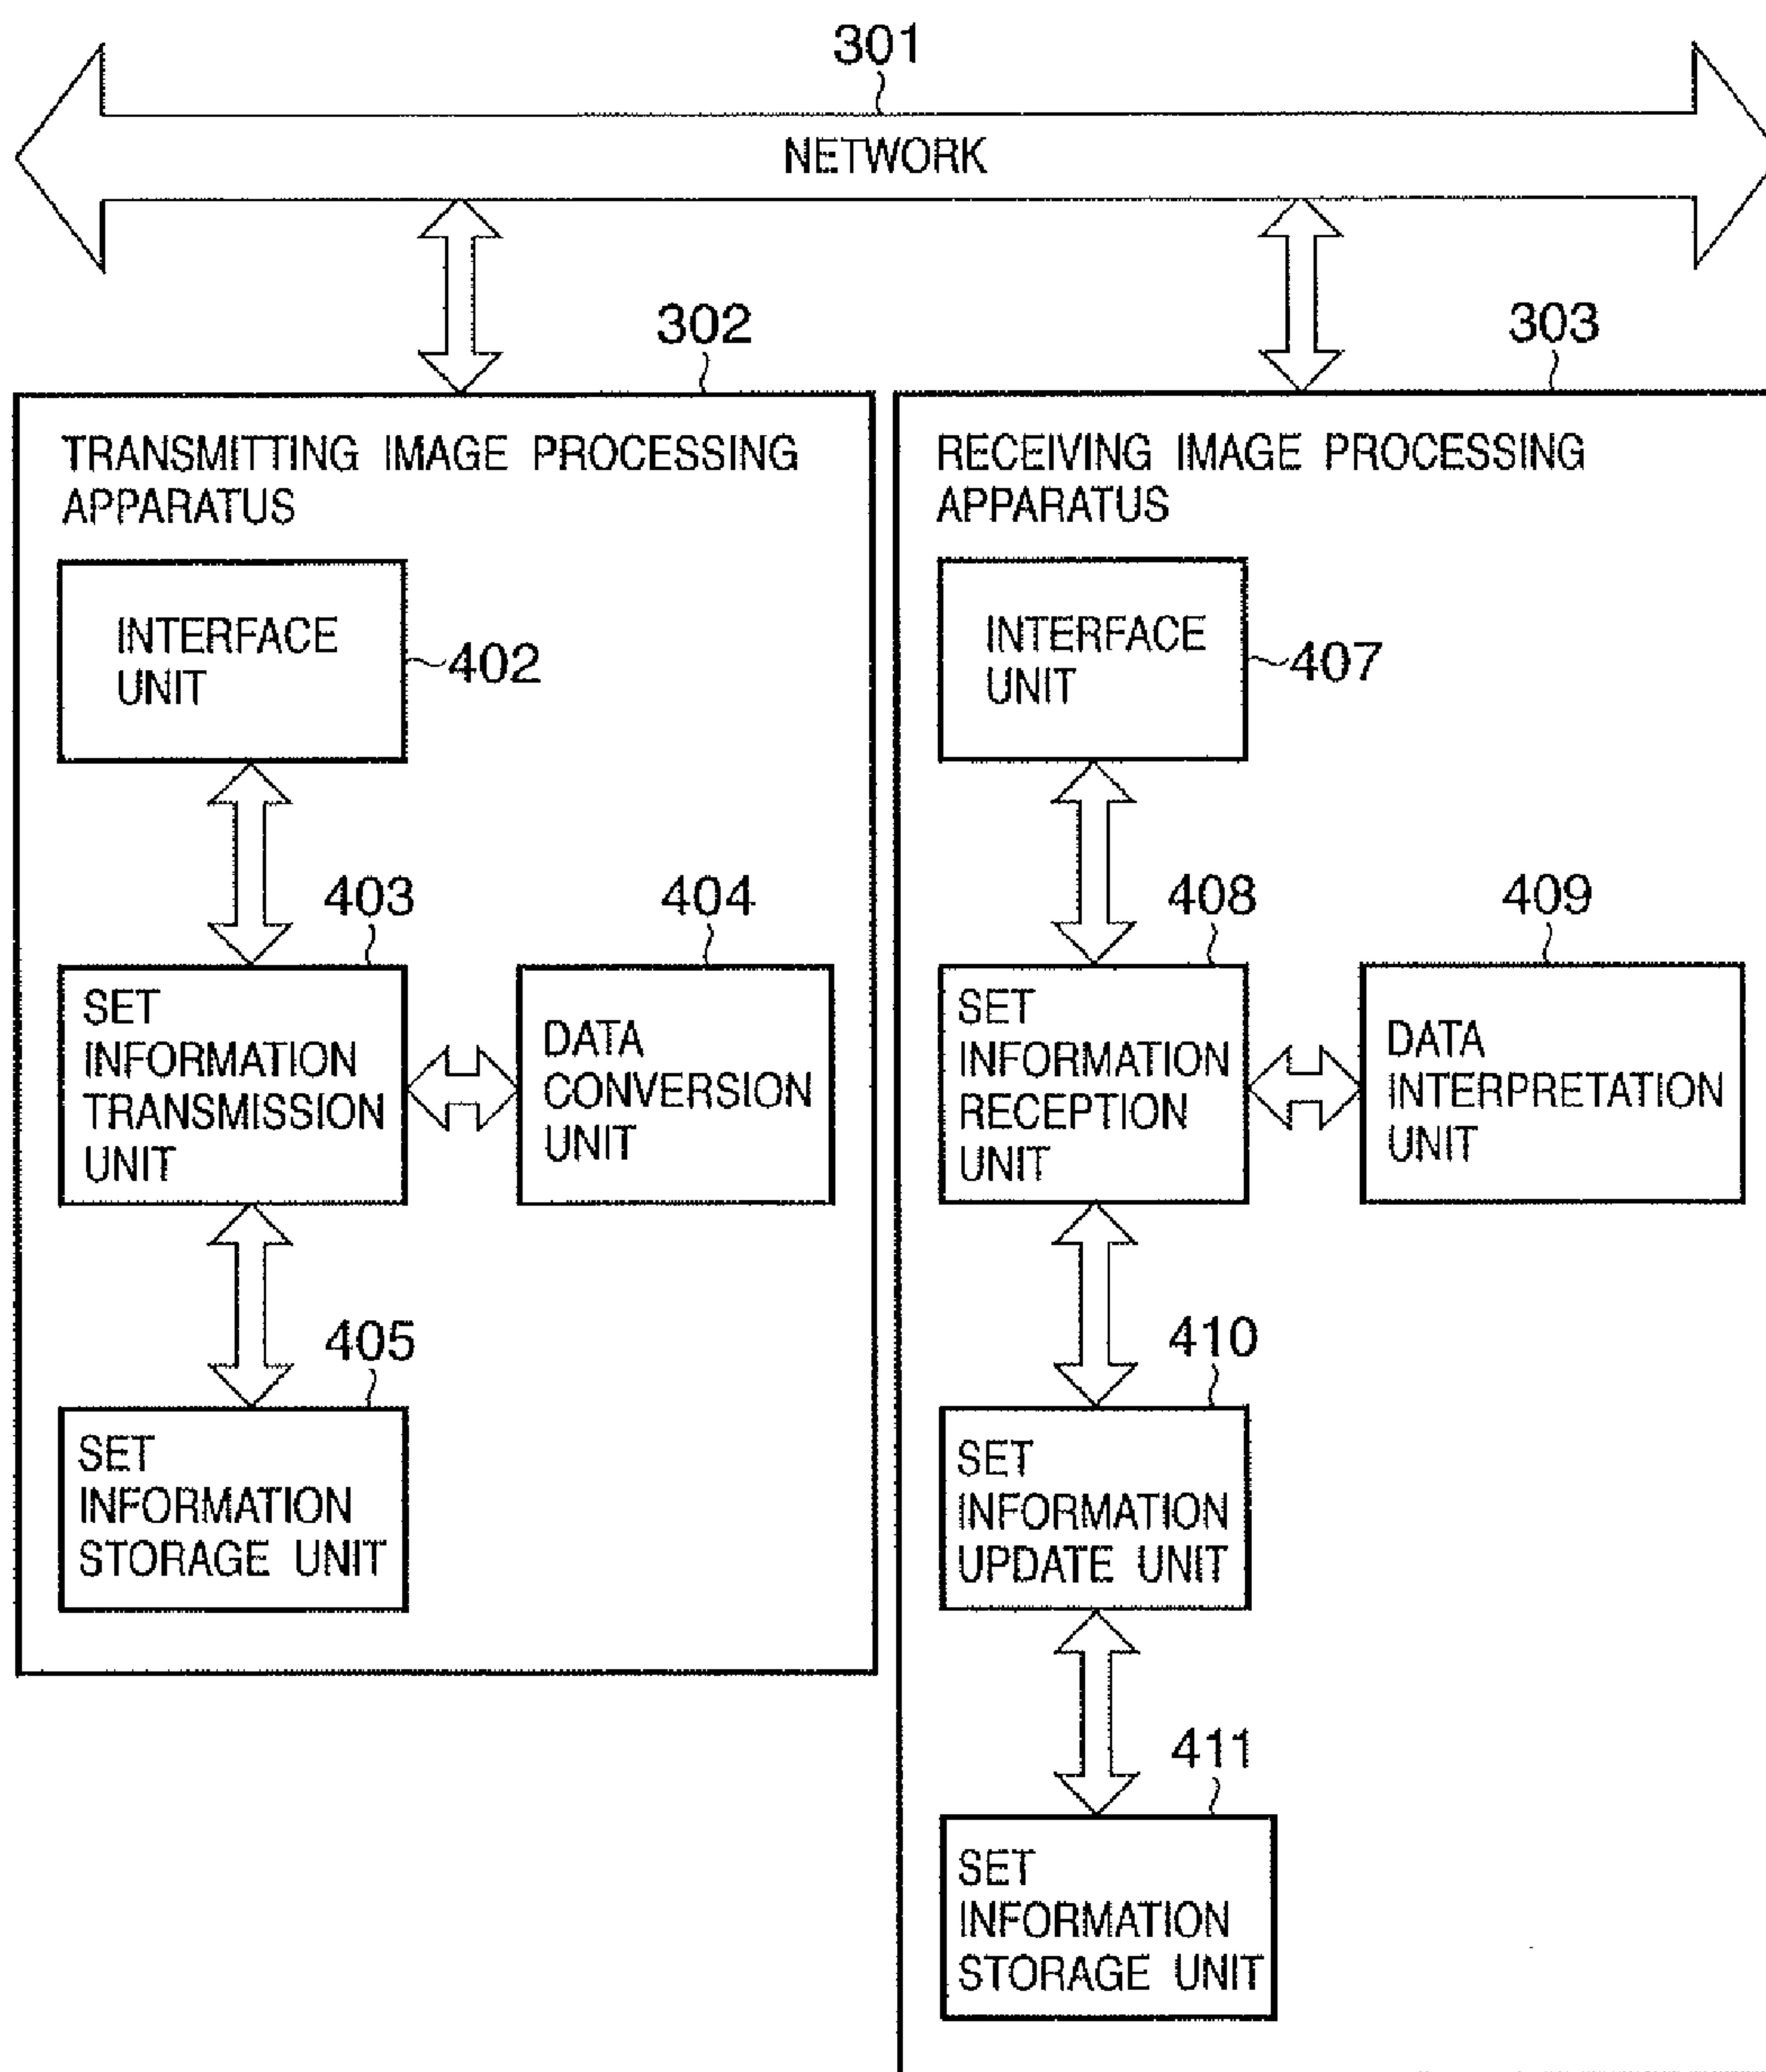 301
NETWORK
302
303
TRANSMITTING IMAGE PROCESSING
APPARATUS
INTERFACE
UNIT
402
403
404
SET
INFORMATION
TRANSMISSION
UNIT
DATA
CONVERSION
UNIT
405
SET
INFORMATION
STORAGE UNIT
RECEIVING IMAGE PROCESSING
APPARATUS
INTERFACE
UNIT
407
408
409
SET
INFORMATION
RECEPTION
UNIT
DATA
INTERPRETATION
UNIT
410
SET
INFORMATION
UPDATE UNIT
411
SET
INFORMATION
STORAGE UNIT